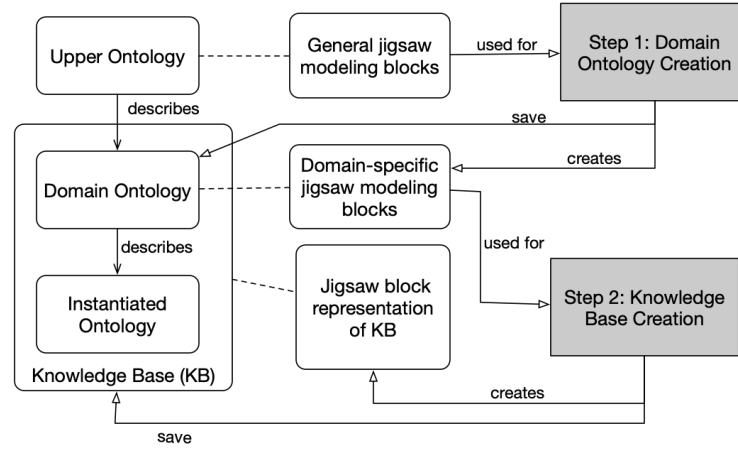 Upper Ontology
General jigsaw
modeling blocks
used for
Step 1: Domain
Ontology Creation
describes
save
creates
Domain Ontology
Domain-specific
jigsaw modeling
blocks
describes
used for
Instantiated
Ontology
Jigsaw block
representation
of KB
Step 2: Knowledge
Base Creation
Knowledge Base (KB)
creates
save